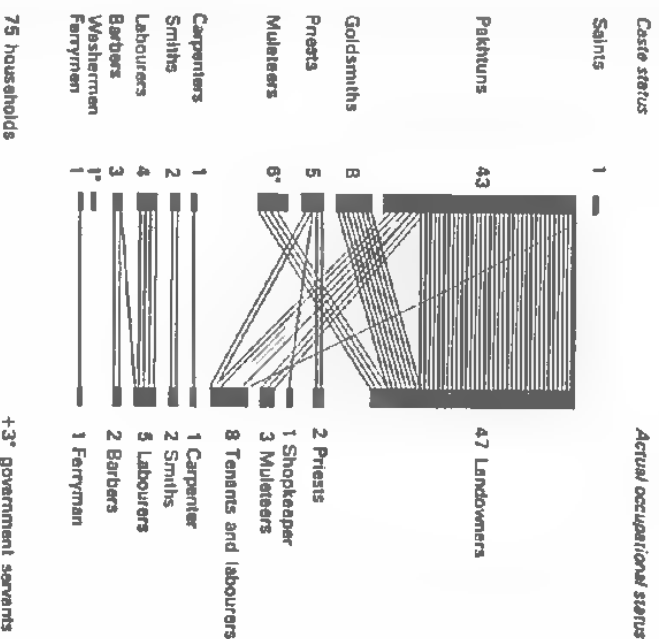 Caste status Actual occupational status
Saints 1
Pakhtuns 43 47 Landowners
Goldsmiths 8
Priests 5 2 Priests
1 Shopkeeper
Muleteers 6* 3 Muleteers
8 Tenants and labourers
Carpenters 1 1 Carpenter
Smiths 2 2 Smiths
Labourers 4 5 Labourers
Barbers 3 2 Barbers
Washermen 1*
Ferrymen 1 1 Ferryman
75 households +3* government servants